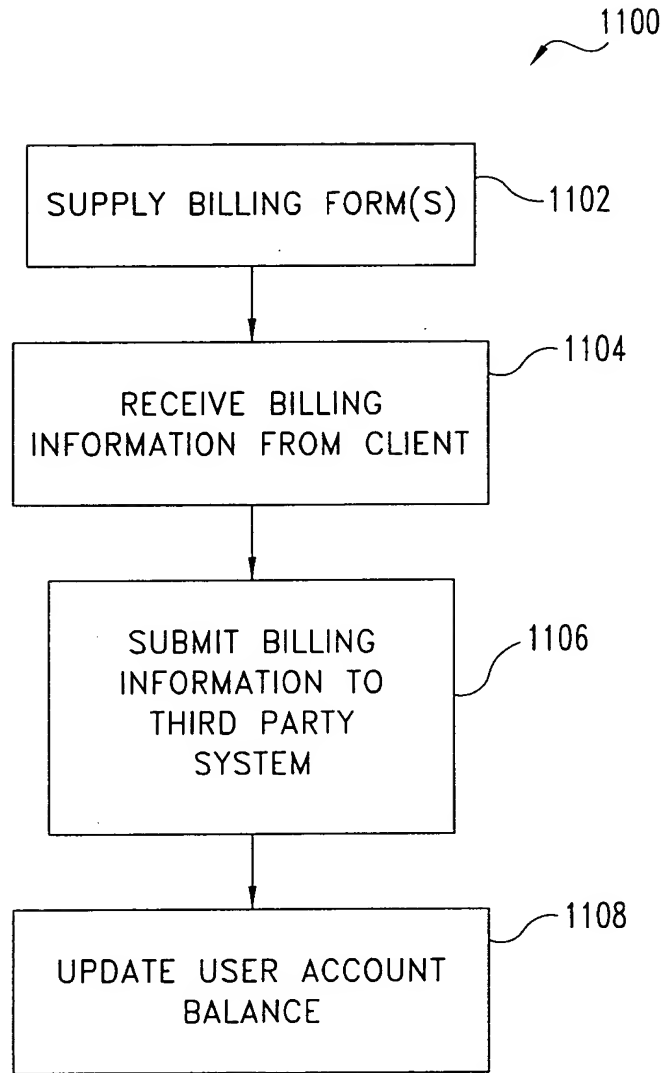 1100
SUPPLY BILLING FORM(S)
1102
RECEIVE BILLING
INFORMATION FROM CLIENT
1104
SUBMIT BILLING
INFORMATION TO
THIRD PARTY
SYSTEM
1106
UPDATE USER ACCOUNT
BALANCE
1108